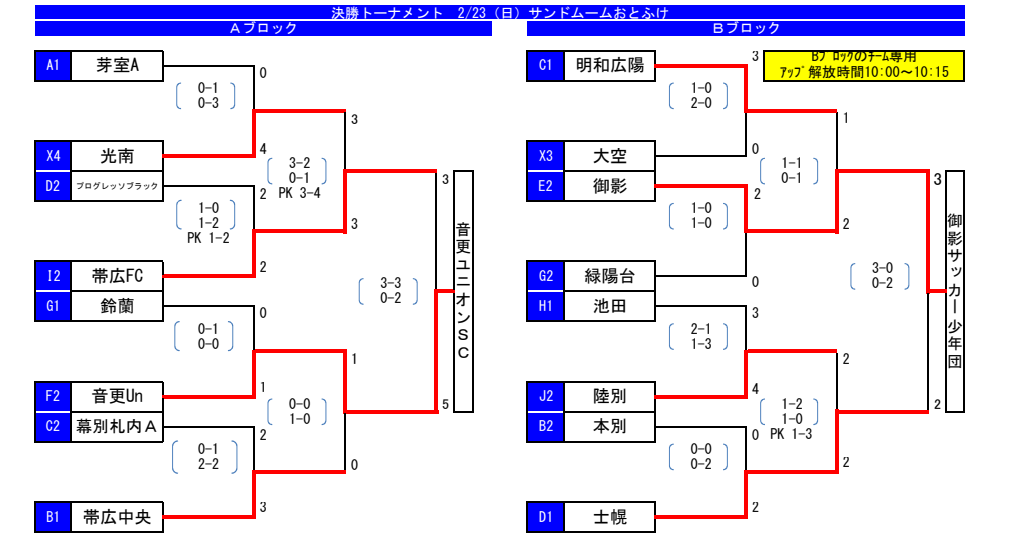 決勝トーナメント 2/23（日）サンドムームおとふけ
Aブロック
A1 芽室A
0
0-1
0-3
3
X4 光南
4
3-2
0-1
PK 3-4
D2 プログレッソブラック
2
1-0
1-2
PK 1-2
3
I2 帯広FC
2
3
音更ユニオンSC
3-3
0-2
G1 鈴蘭
0
0-1
0-0
1
F2 音更Un
1
0-0
1-0
5
C2 幕別札内A
2
0-1
2-2
0
B1 帯広中央
3
Bブロック
Bブロックのチーム専用
アップ解放時間10:00～10:15
C1 明和広陽
3
1-0
2-0
1
X3 大空
0
1-1
0-1
E2 御影
2
1-0
1-0
2
G2 緑陽台
0
3
御影サッカー少年団
3-0
0-2
H1 池田
3
2-1
1-3
2
J2 陸別
4
1-2
1-0
PK 1-3
2
B2 本別
0
0-0
0-2
2
D1 士幌
2